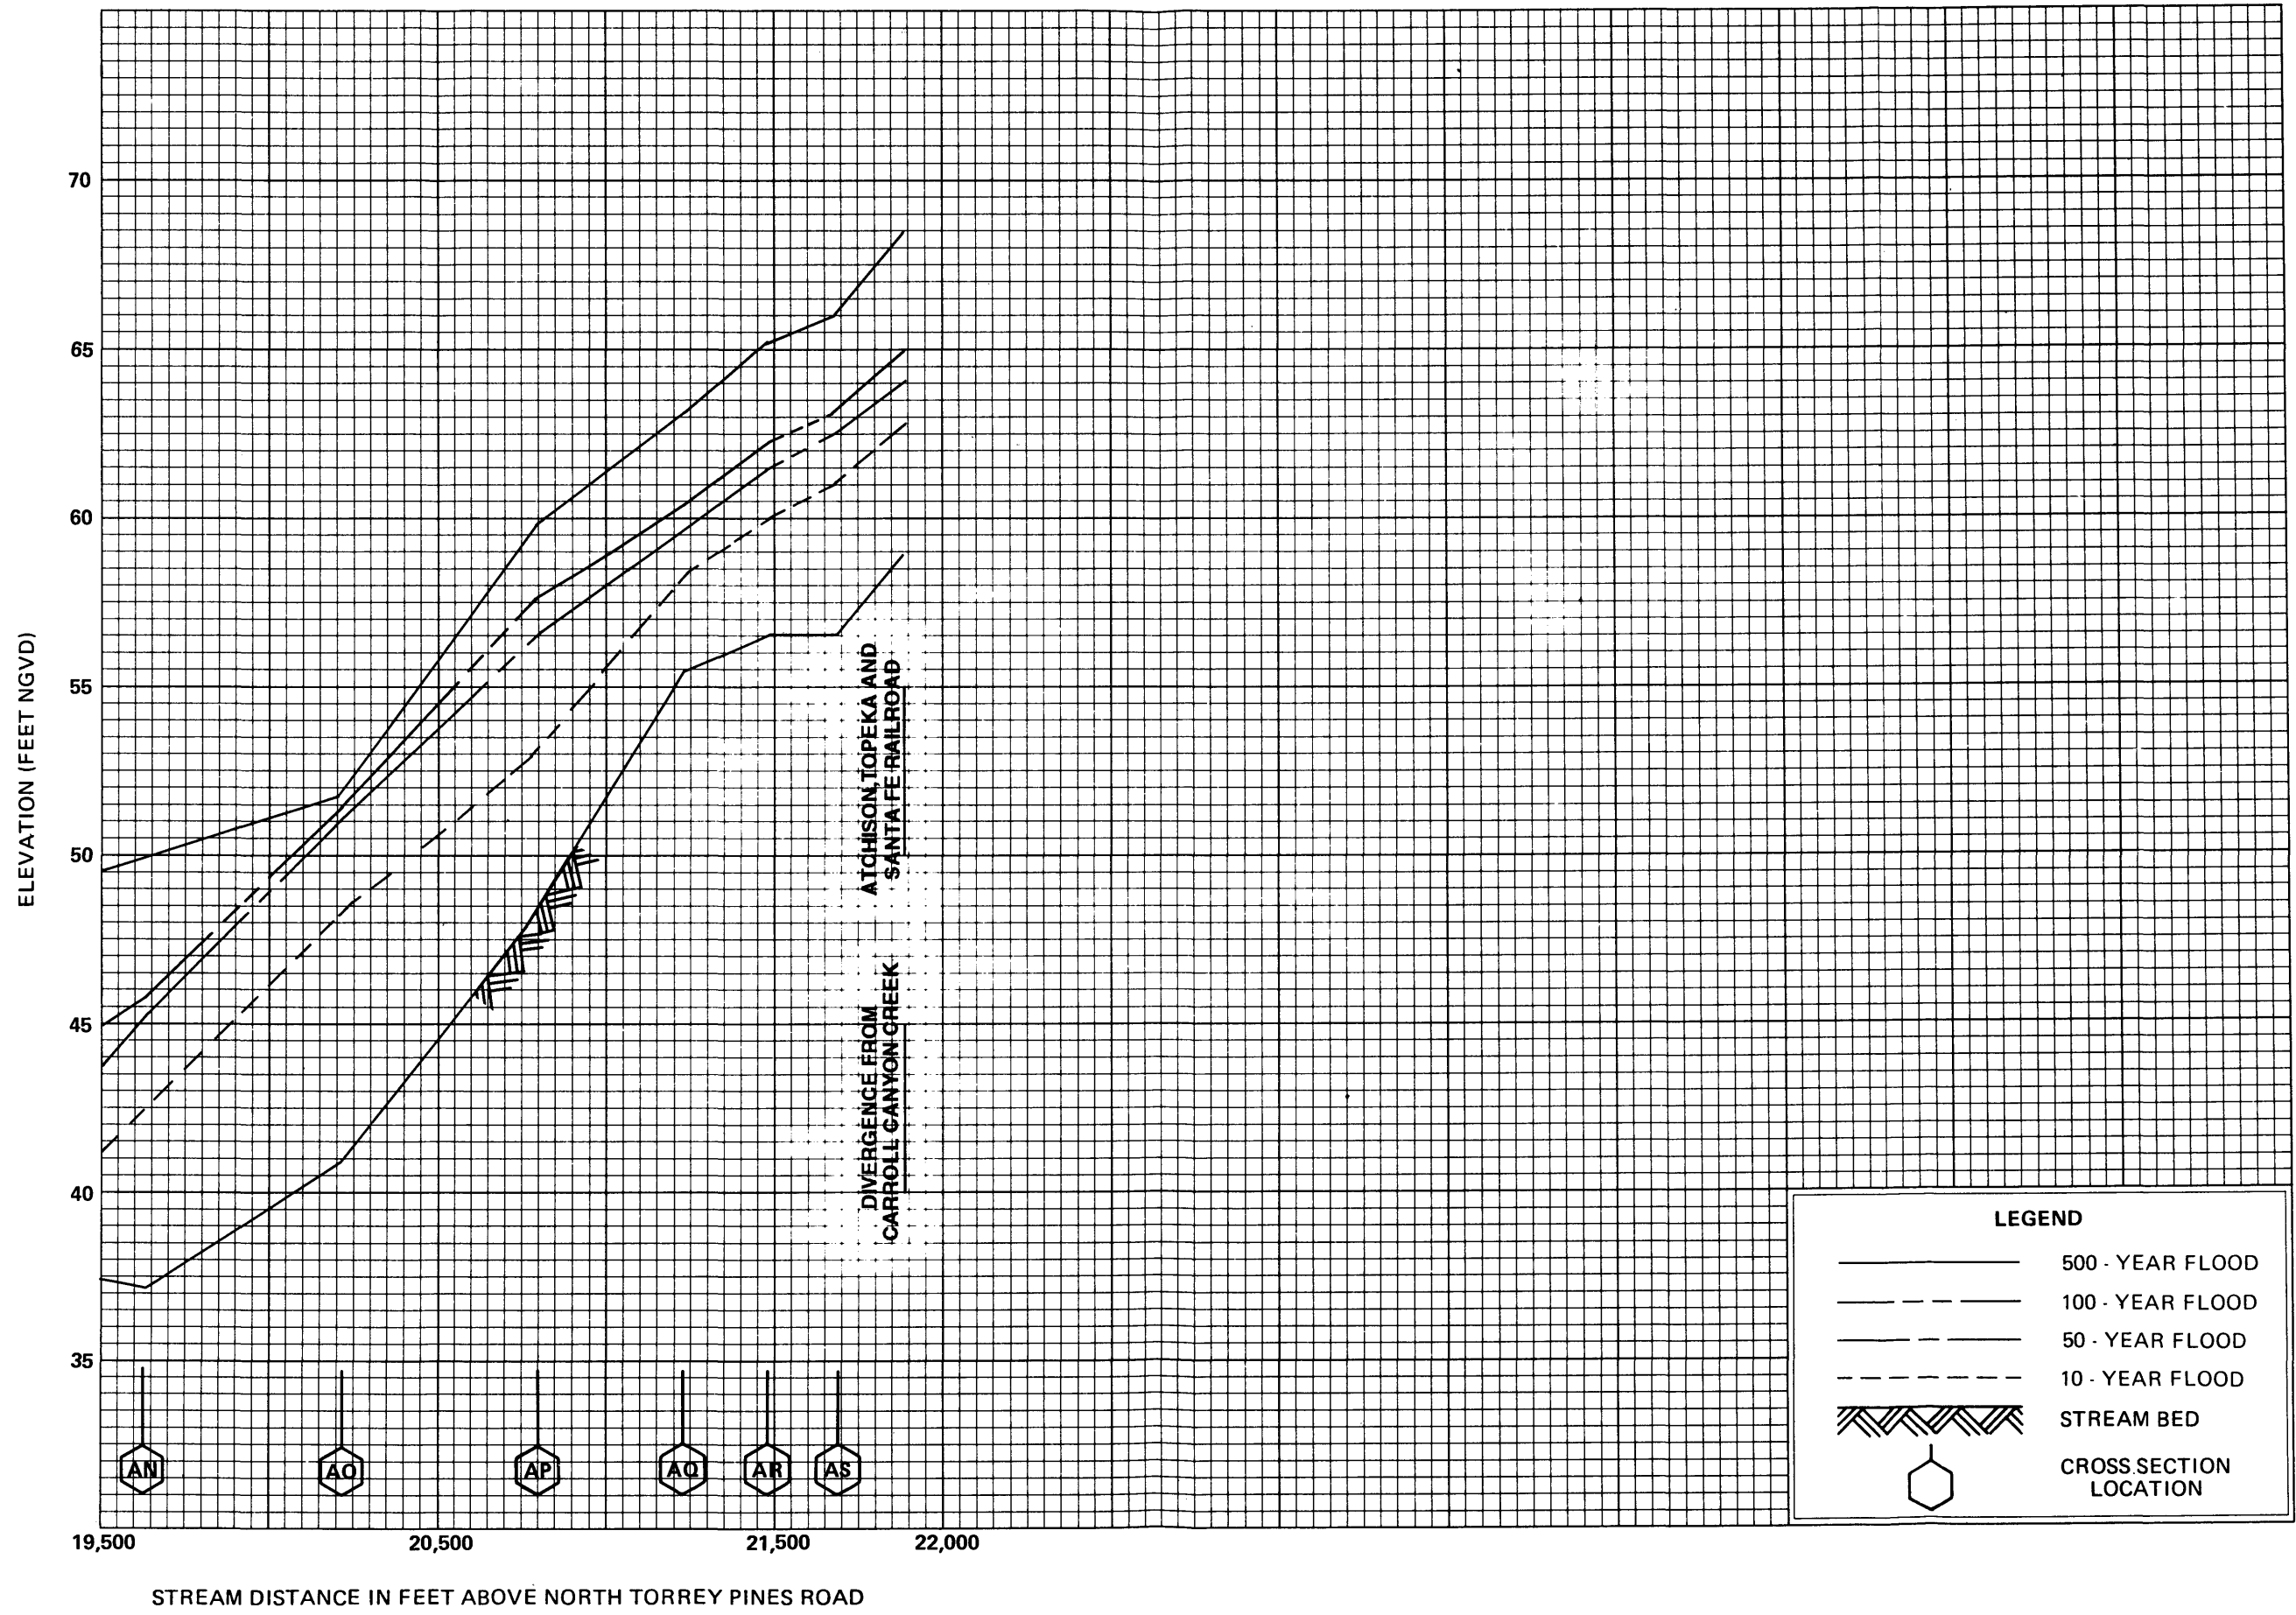 70
65
60
55
50
45
40
35
ELEVATION (FEET NGVD)
ATCHISON, TOPEKA AND
SANTA FE RAILROAD
DIVERGENCE FROM
CARROLL CANYON CREEK
AN
AO
AP
AQ
AR
AS
19,500
20,500
21,500
22,000
STREAM DISTANCE IN FEET ABOVE NORTH TORREY PINES ROAD
LEGEND
500 - YEAR FLOOD
100 - YEAR FLOOD
50 - YEAR FLOOD
10 - YEAR FLOOD
STREAM BED
CROSS SECTION
LOCATION